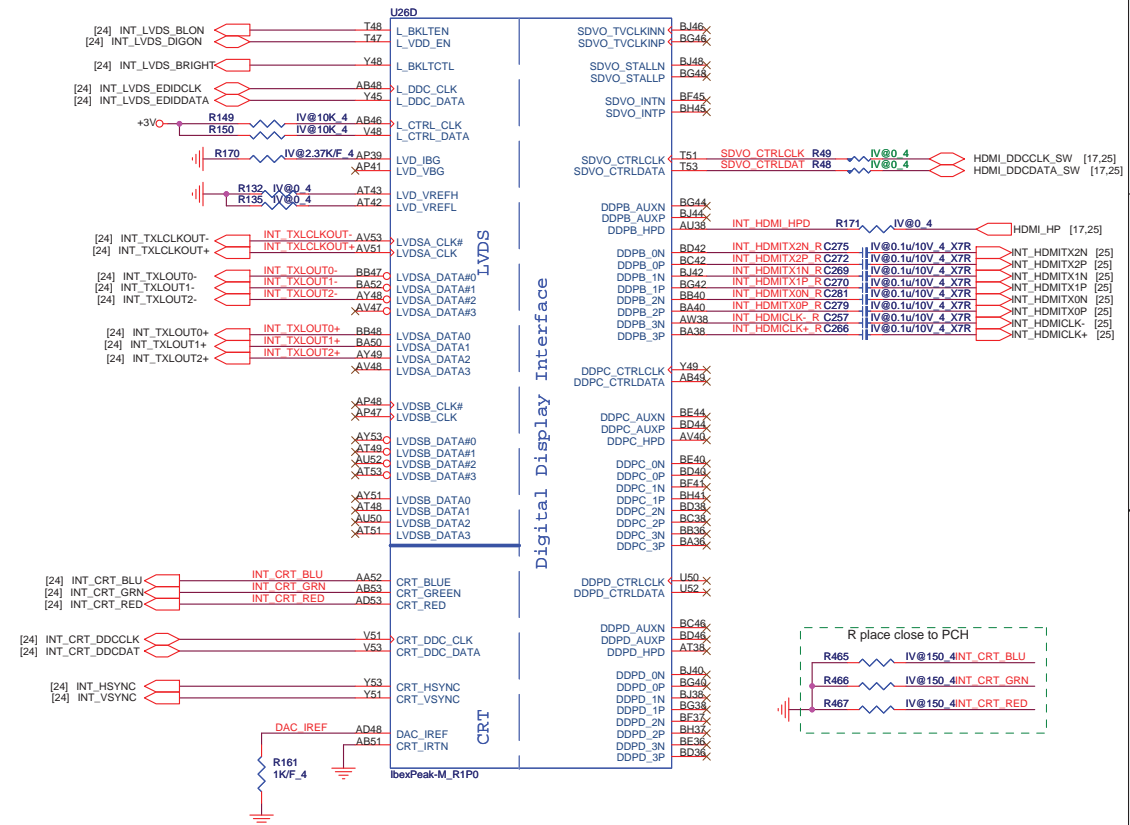 U26D
[24] INT_LVDS_BLON T48 L_BKLTEN
[24] INT_LVDS_DIGON T47 L_VDD_EN
[24] INT_LVDS_BRIGHT Y48 L_BKLTCTL
[24] INT_LVDS_EDIDCLK AB48 L_DDC_CLK
[24] INT_LVDS_EDIDDATA Y45 L_DDC_DATA
+3V R149 IV@10K_4 AB46 L_CTRL_CLK
R150 IV@10K_4 V48 L_CTRL_DATA
R170 IV@2.37K/F_4 AP39 LVD_IBG
AP41 LVD_VBG
R132 IV@0_4 AT43 LVD_VREFH
R135 IV@0_4 AT42 LVD_VREFL
[24] INT_TXLCLKOUT- INT_TXLCLKOUT- AV53 LVDSA_CLK#
[24] INT_TXLCLKOUT+ INT_TXLCLKOUT+ AV51 LVDSA_CLK
[24] INT_TXLOUT0- INT_TXLOUT0- BB47 LVDSA_DATA#0
[24] INT_TXLOUT1- INT_TXLOUT1- BA52 LVDSA_DATA#1
[24] INT_TXLOUT2- INT_TXLOUT2- AY48 LVDSA_DATA#2
AV47 LVDSA_DATA#3
[24] INT_TXLOUT0+ INT_TXLOUT0+ BB48 LVDSA_DATA0
[24] INT_TXLOUT1+ INT_TXLOUT1+ BA50 LVDSA_DATA1
[24] INT_TXLOUT2+ INT_TXLOUT2+ AY49 LVDSA_DATA2
AV48 LVDSA_DATA3
AP48 LVDSB_CLK#
AP47 LVDSB_CLK
AY53 LVDSB_DATA#0
AT49 LVDSB_DATA#1
AU52 LVDSB_DATA#2
AT53 LVDSB_DATA#3
AY51 LVDSB_DATA0
AT48 LVDSB_DATA1
AU50 LVDSB_DATA2
AT51 LVDSB_DATA3
[24] INT_CRT_BLU INT_CRT_BLU AA52 CRT_BLUE
[24] INT_CRT_GRN INT_CRT_GRN AB53 CRT_GREEN
[24] INT_CRT_RED INT_CRT_RED AD53 CRT_RED
[24] INT_CRT_DDCCLK V51 CRT_DDC_CLK
[24] INT_CRT_DDCDAT V53 CRT_DDC_DATA
[24] INT_HSYNC Y53 CRT_HSYNC
[24] INT_VSYNC Y51 CRT_VSYNC
DAC_IREF AD48 DAC_IREF
AB51 CRT_IRTN
R161
1K/F_4
IbexPeak-M_R1P0
LVDS
CRT
Digital Display Interface
SDVO_TVCLKINN BJ46
SDVO_TVCLKINP BG46
SDVO_STALLN BJ48
SDVO_STALLP BG48
SDVO_INTN BF45
SDVO_INTP BH45
SDVO_CTRLCLK T51 SDVO_CTRLCLK R49 IV@0_4 HDMI_DDCCLK_SW [17,25]
SDVO_CTRLDATA T53 SDVO_CTRLDAT R48 IV@0_4 HDMI_DDCDATA_SW [17,25]
DDPB_AUXN BG44
DDPB_AUXP BJ44
DDPB_HPD AU38 INT_HDMI_HPD R171 IV@0_4 HDMI_HP [17,25]
DDPB_0N BD42 INT_HDMITX2N_R C275 IV@0.1u/10V_4_X7R INT_HDMITX2N [25]
DDPB_0P BC42 INT_HDMITX2P_R C272 IV@0.1u/10V_4_X7R INT_HDMITX2P [25]
DDPB_1N BJ42 INT_HDMITX1N_R C269 IV@0.1u/10V_4_X7R INT_HDMITX1N [25]
DDPB_1P BG42 INT_HDMITX1P_R C270 IV@0.1u/10V_4_X7R INT_HDMITX1P [25]
DDPB_2N BB40 INT_HDMITX0N_R C281 IV@0.1u/10V_4_X7R INT_HDMITX0N [25]
DDPB_2P BA40 INT_HDMITX0P_R C279 IV@0.1u/10V_4_X7R INT_HDMITX0P [25]
DDPB_3N AW38 INT_HDMICLK-_R C257 IV@0.1u/10V_4_X7R INT_HDMICLK- [25]
DDPB_3P BA38 INT_HDMICLK+_R C266 IV@0.1u/10V_4_X7R INT_HDMICLK+ [25]
DDPC_CTRLCLK Y49
DDPC_CTRLDATA AB49
DDPC_AUXN BE44
DDPC_AUXP BD44
DDPC_HPD AV40
DDPC_0N BE40
DDPC_0P BD40
DDPC_1N BF41
DDPC_1P BH41
DDPC_2N BD38
DDPC_2P BC38
DDPC_3N BB36
DDPC_3P BA36
DDPD_CTRLCLK U50
DDPD_CTRLDATA U52
DDPD_AUXN BC46
DDPD_AUXP BD46
DDPD_HPD AT38
DDPD_0N BJ40
DDPD_0P BG40
DDPD_1N BJ38
DDPD_1P BG38
DDPD_2N BF37
DDPD_2P BH37
DDPD_3N BE36
DDPD_3P BD36
R place close to PCH
R465 IV@150_4 INT_CRT_BLU
R466 IV@150_4 INT_CRT_GRN
R467 IV@150_4 INT_CRT_RED